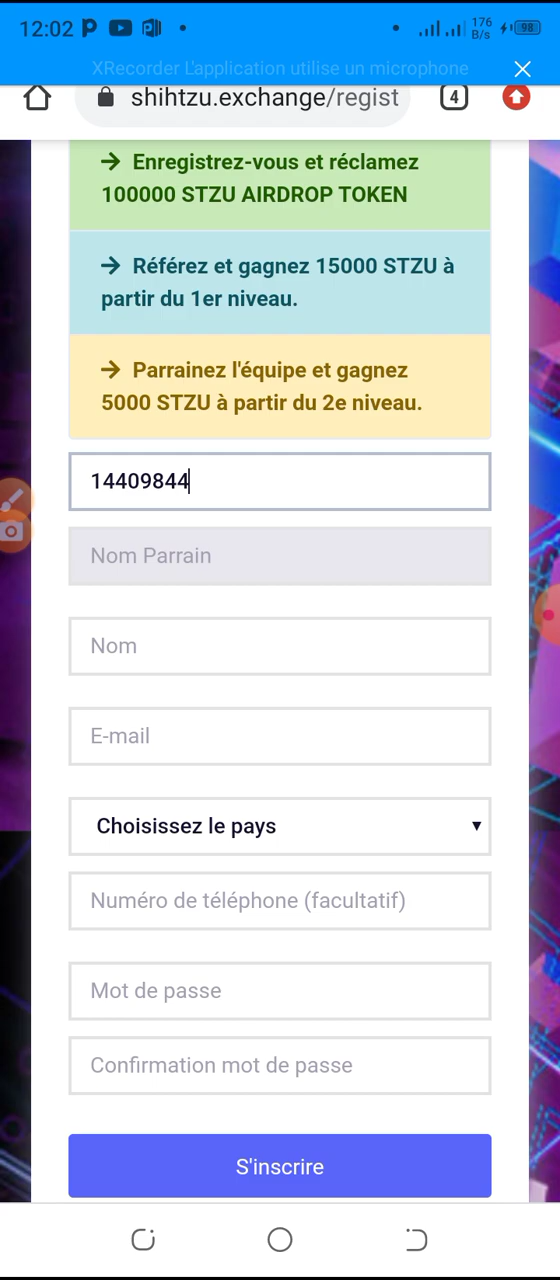 12:02
176 B/s
98
XRecorder L'application utilise un microphone
shihtzu.exchange/regist
4
→ Enregistrez-vous et réclamez
100000 STZU AIRDROP TOKEN
→ Référez et gagnez 15000 STZU à
partir du 1er niveau.
→ Parrainez l'équipe et gagnez
5000 STZU à partir du 2e niveau.
14409844
Nom Parrain
Nom
E-mail
Choisissez le pays
Numéro de téléphone (facultatif)
Mot de passe
Confirmation mot de passe
S'inscrire